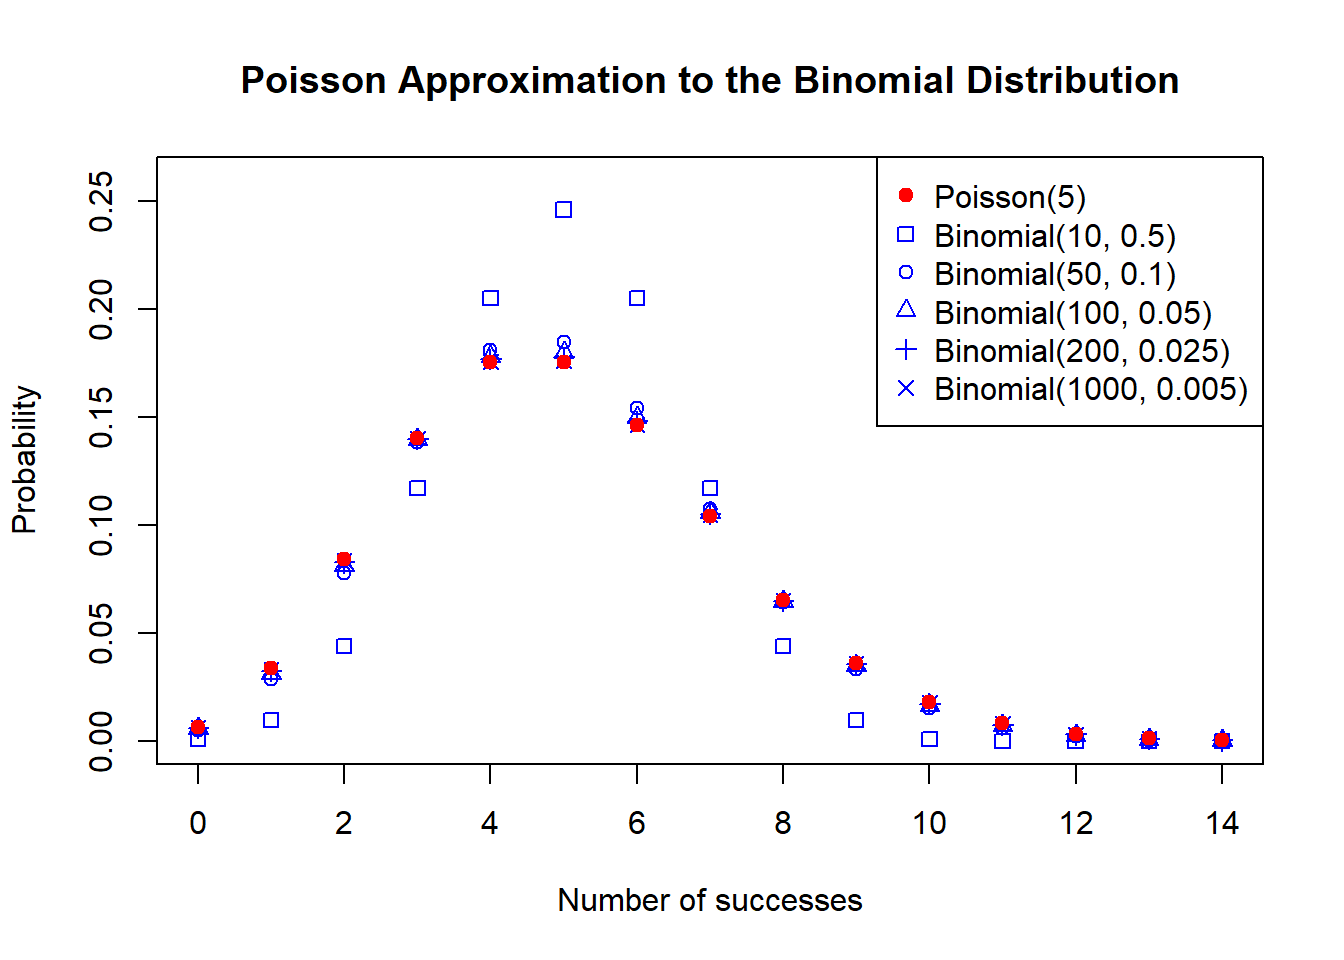 Poisson Approximation to the Binomial Distribution
Poisson(5)
Binomial(10, 0.5)
Binomial(50, 0.1)
Binomial(100, 0.05)
Binomial(200, 0.025)
Binomial(1000, 0.005)
Probability
0.25
0.20
0.15
0.10
0.05
0.00
0 2 4 6 8 10 12 14
Number of successes